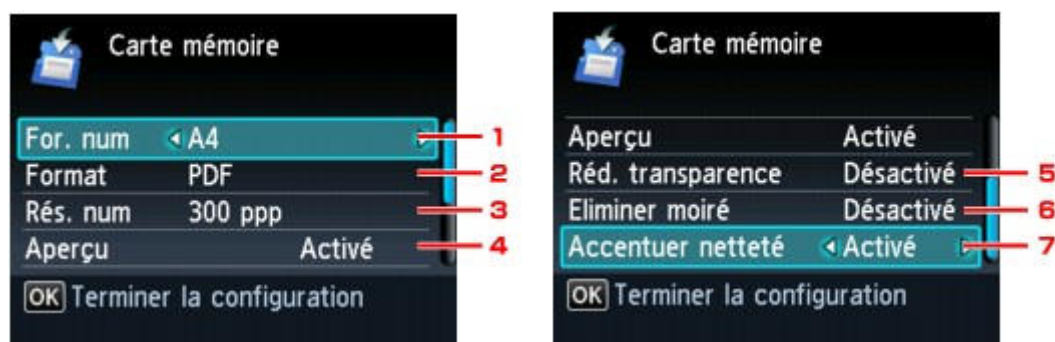 Carte mémoire
For. num A4 1
Format PDF 2
Rés. num 300 ppp 3
Aperçu Activé 4
OK Terminer la configuration
Carte mémoire
Aperçu Activé
Réd. transparence Désactivé 5
Eliminer moiré Désactivé 6
Accentuer netteté Activé 7
OK Terminer la configuration